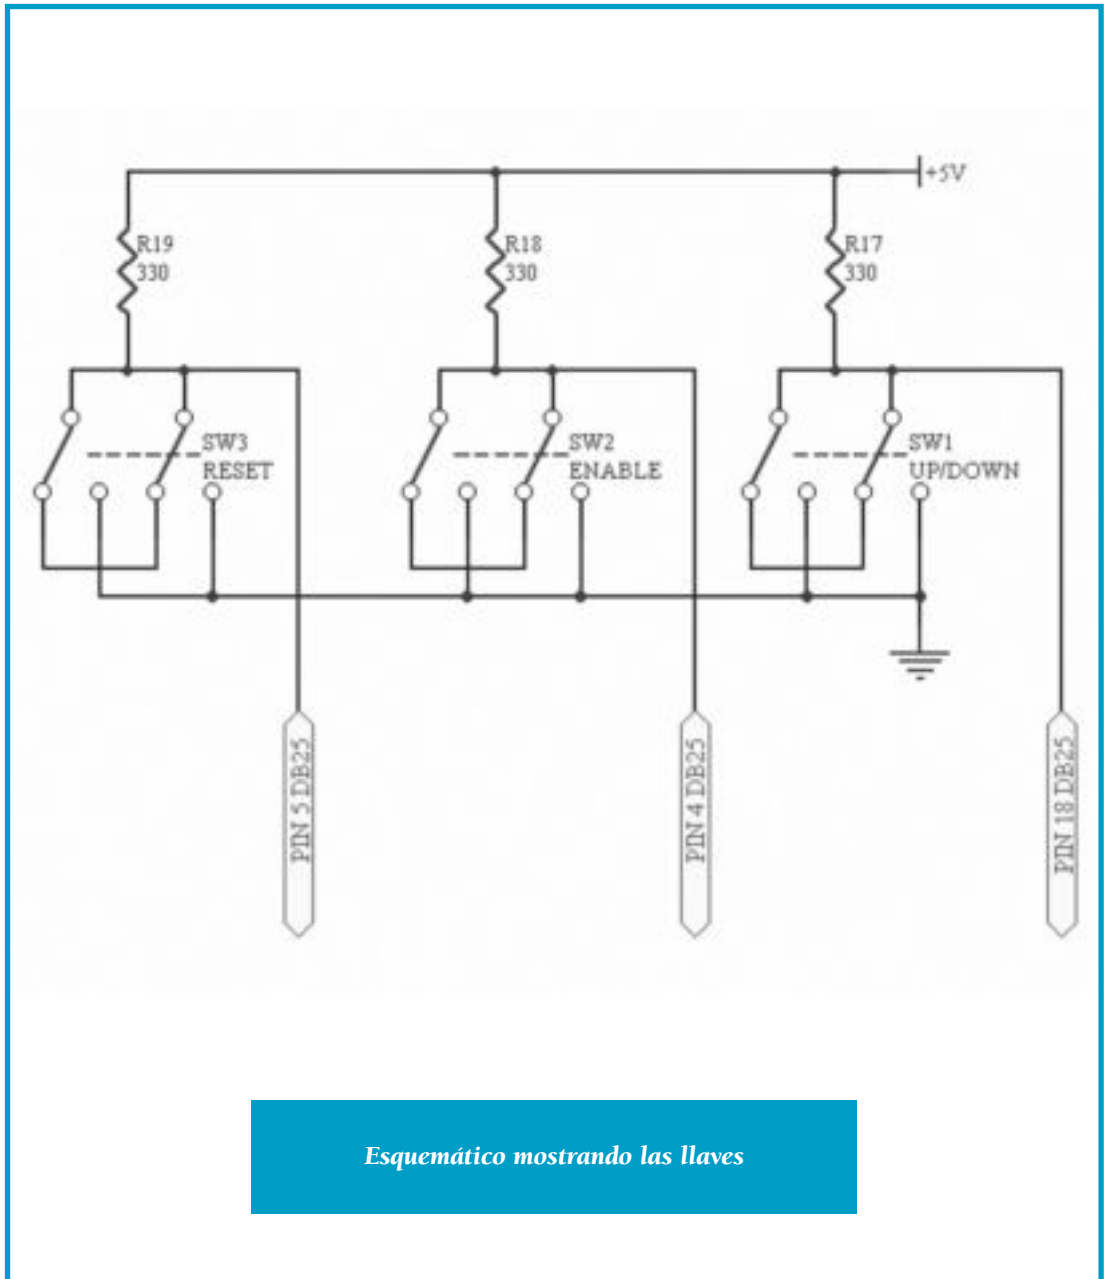 +5V
R19
330
R18
330
R17
330
SW3
RESET
SW2
ENABLE
SW1
UP/DOWN
PIN 5 DB25
PIN 4 DB25
PIN 18 DB25
Esquemático mostrando las llaves